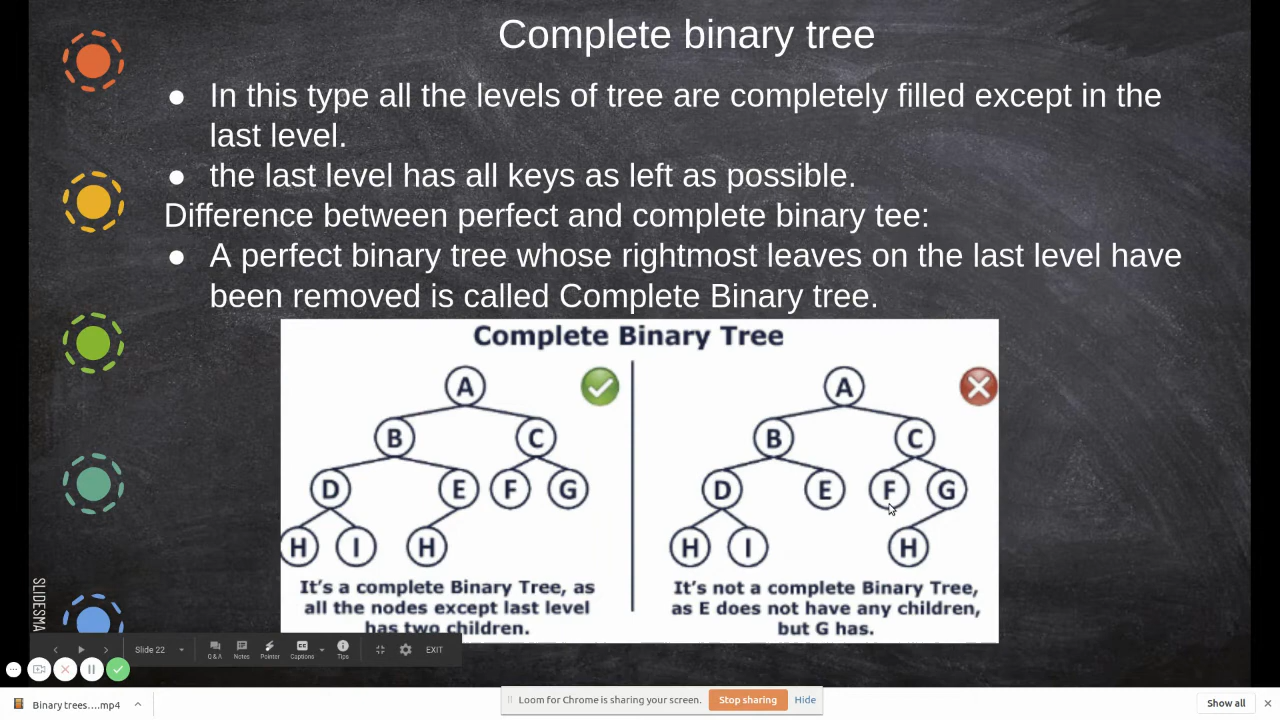 Complete binary tree
● In this type all the levels of tree are completely filled except in the
last level.
● the last level has all keys as left as possible.
Difference between perfect and complete binary tee:
● A perfect binary tree whose rightmost leaves on the last level have
been removed is called Complete Binary tree.
Complete Binary Tree
A
B C
D E F G
H I H
It's a complete Binary Tree, as
all the nodes except last level
has two children.
A
B C
D E F G
H I H
It's not a complete Binary Tree,
as E does not have any children,
but G has.
SLIDESMA
Slide 22
Q & A Notes Pointer Captions Tips EXIT
Binary trees....mp4
Loom for Chrome is sharing your screen. Stop sharing Hide
Show all